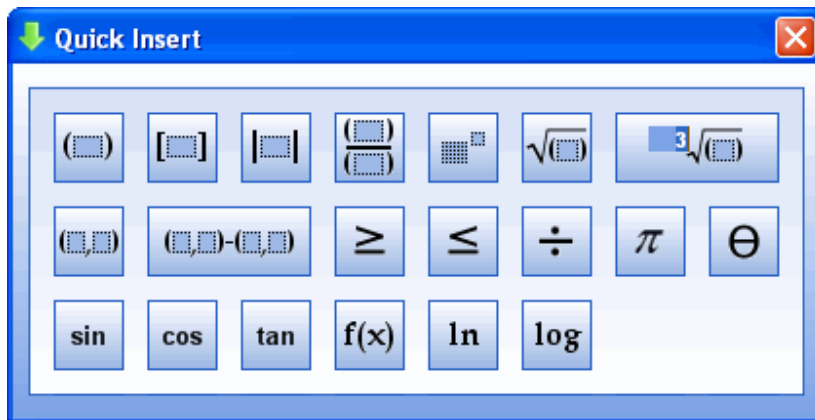 Quick Insert
(▫) [▫] |▫| (▫)/(▫) ▫▫ √(▫) 3√(▫)
(▫,▫) (▫,▫)-(▫,▫) ≥ ≤ ÷ π θ
sin cos tan f(x) ln log